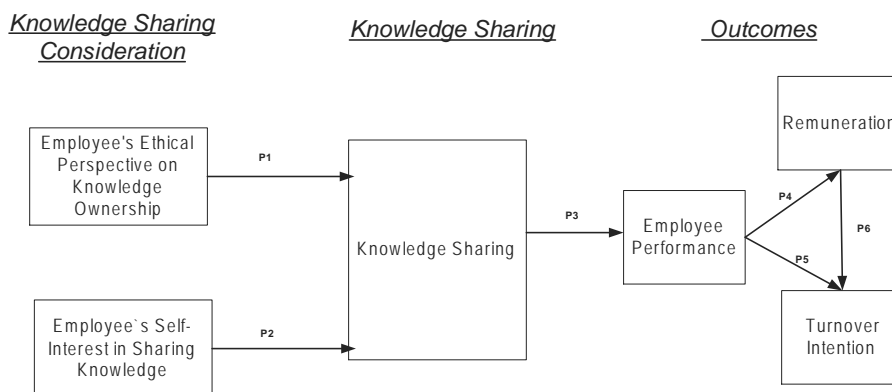 Knowledge Sharing
Consideration
Knowledge Sharing
Outcomes
Employee's Ethical
Perspective on
Knowledge
Ownership
P1
Employee`s Self-
Interest in Sharing
Knowledge
P2
Knowledge Sharing
P3
Employee
Performance
P4
P5
Remuneration
P6
Turnover
Intention